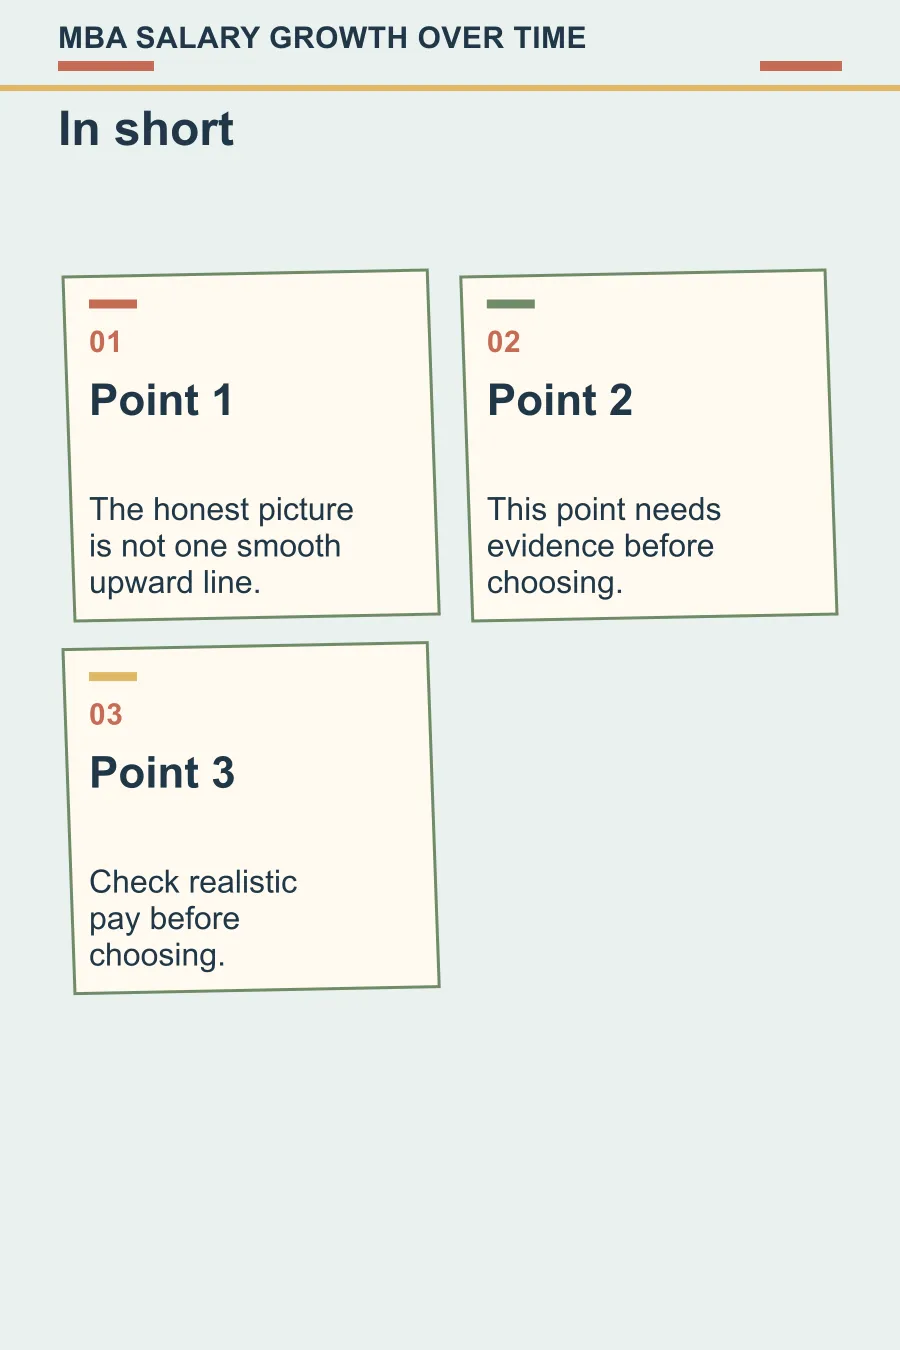 MBA SALARY GROWTH OVER TIME
In short
01
Point 1
The honest picture
is not one smooth
upward line.
02
Point 2
This point needs
evidence before
choosing.
03
Point 3
Check realistic
pay before
choosing.